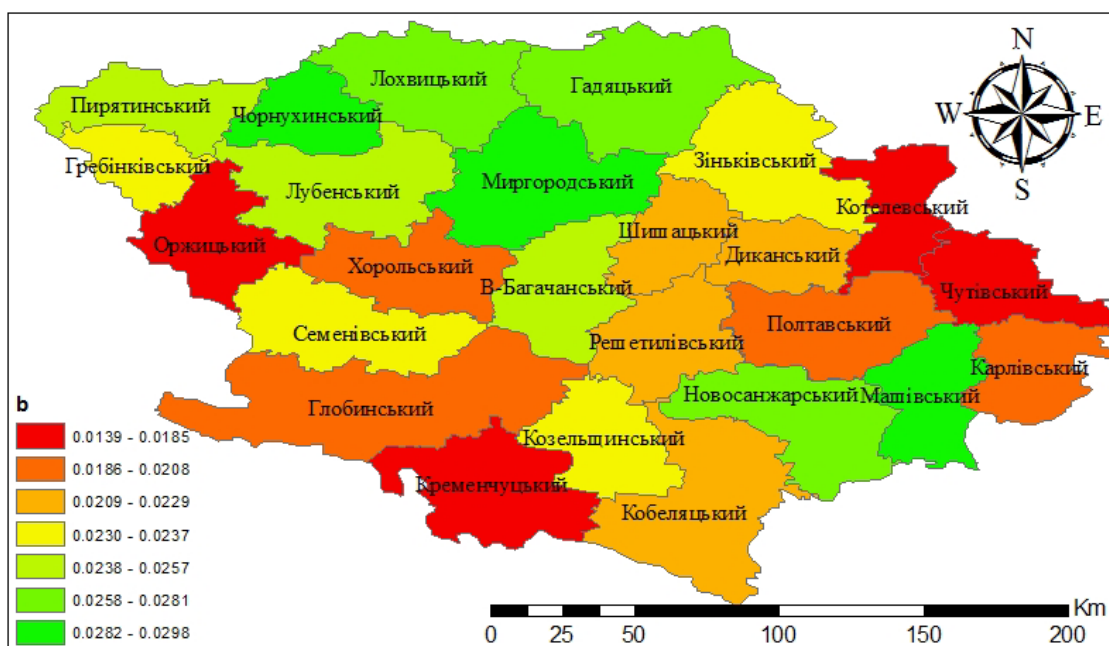 N
W E
S
Лохвицький
Гадяцький
Пирятинський
Чорнухинський
Гребінківський
Зіньківський
Лубенський
Миргородський
Котелевський
Оржицький
Шишацький
Хорольський
Диканський
В-Багачанський
Чутівський
Семенівський
Полтавський
Решетилівський
Карлівський
Новосанжарський
Машівський
Глобинський
Козельщинський
Кременчуцький
Кобеляцький
b
0.0139 - 0.0185
0.0186 - 0.0208
0.0209 - 0.0229
0.0230 - 0.0237
0.0238 - 0.0257
0.0258 - 0.0281
0.0282 - 0.0298
Km
0 25 50 100 150 200